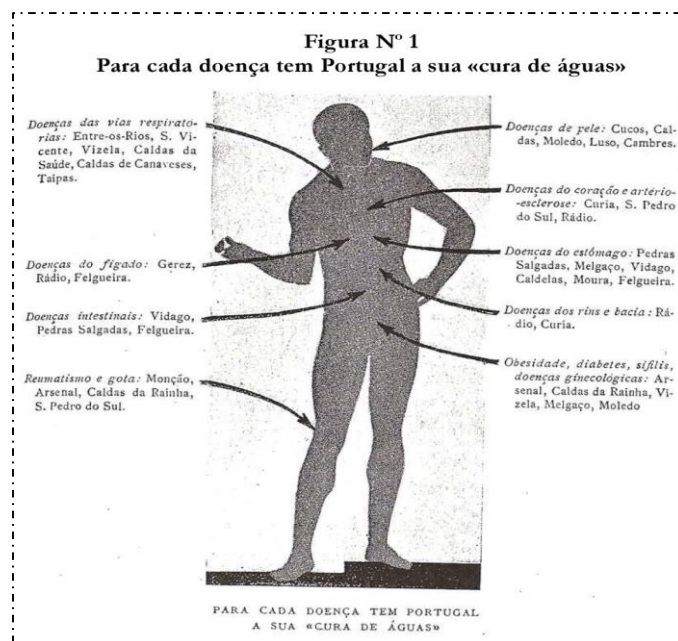 Figura Nº 1
Para cada doença tem Portugal a sua «cura de águas»
Doenças das vias respirató-
rias: Entre-os-Rios, S. Vi-
cente, Vizela, Caldas da
Saúde, Caldas de Canaveses,
Taipas.
Doenças do fígado: Gerez,
Rádio, Felgueira.
Doenças intestinais: Vidago,
Pedras Salgadas, Felgueira.
Reumatismo e gota: Monção,
Arsenal, Caldas da Rainha,
S. Pedro do Sul.
Doenças de pele: Cucos, Cal-
das, Moledo, Luso, Cambres.
Doenças do coração e artério-
-esclerose: Curia, S. Pedro
do Sul, Rádio.
Doenças do estômago: Pedras
Salgadas, Melgaço, Vidago,
Caldelas, Moura, Felgueira.
Doenças dos rins e bacia: Rá-
dio, Curia.
Obesidade, diabetes, sífilis,
doenças ginecológicas: Ar-
senal, Caldas da Rainha, Vi-
zela, Melgaço, Moledo
PARA CADA DOENÇA TEM PORTUGAL
A SUA «CURA DE ÁGUAS»